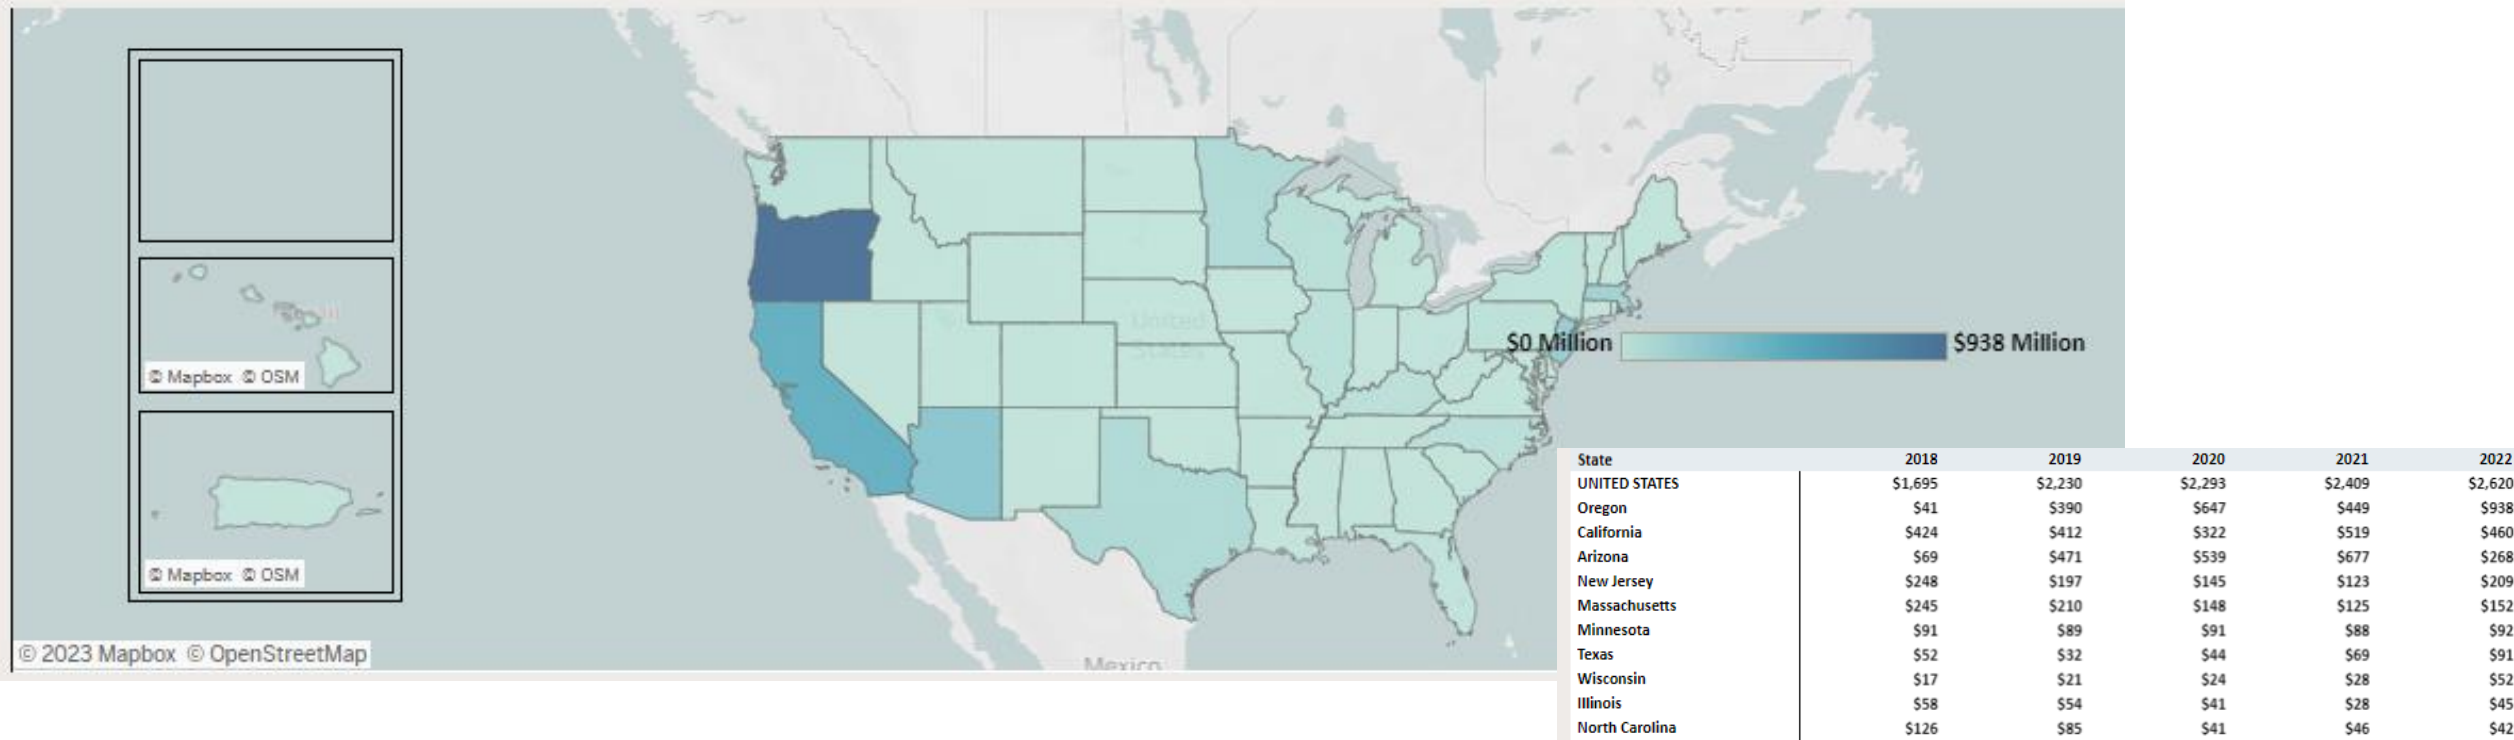 United
States
$0 Million $938 Million
© Mapbox © OSM
© Mapbox © OSM
© 2023 Mapbox © OpenStreetMap
Mexico
State 2018 2019 2020 2021 2022
UNITED STATES $1,695 $2,230 $2,293 $2,409 $2,620
Oregon $41 $390 $647 $449 $938
California $424 $412 $322 $519 $460
Arizona $69 $471 $539 $677 $268
New Jersey $248 $197 $145 $123 $209
Massachusetts $245 $210 $148 $125 $152
Minnesota $91 $89 $91 $88 $92
Texas $52 $32 $44 $69 $91
Wisconsin $17 $21 $24 $28 $52
Illinois $58 $54 $41 $28 $45
North Carolina $126 $85 $41 $46 $42